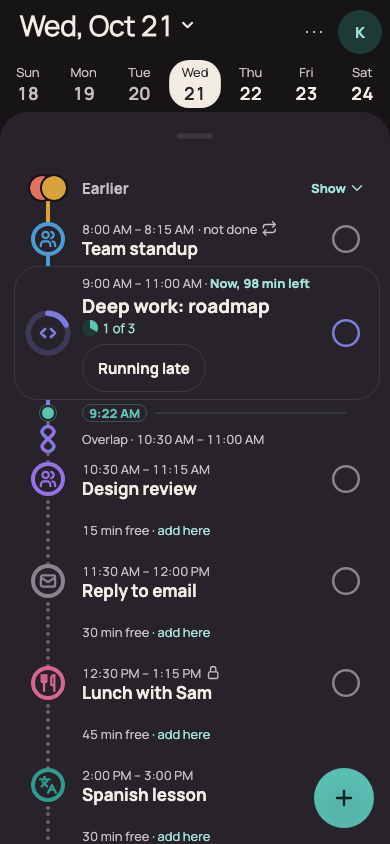 Wed, Oct 21
...
K
Sun Mon Tue Wed Thu Fri Sat
18 19 20 21 22 23 24
Earlier
Show
8:00 AM – 8:15 AM · not done
Team standup
9:00 AM – 11:00 AM · Now, 98 min left
Deep work: roadmap
1 of 3
Running late
9:22 AM
Overlap · 10:30 AM – 11:00 AM
10:30 AM – 11:15 AM
Design review
15 min free · add here
11:30 AM – 12:00 PM
Reply to email
30 min free · add here
12:30 PM – 1:15 PM
Lunch with Sam
45 min free · add here
2:00 PM – 3:00 PM
Spanish lesson
30 min free · add here